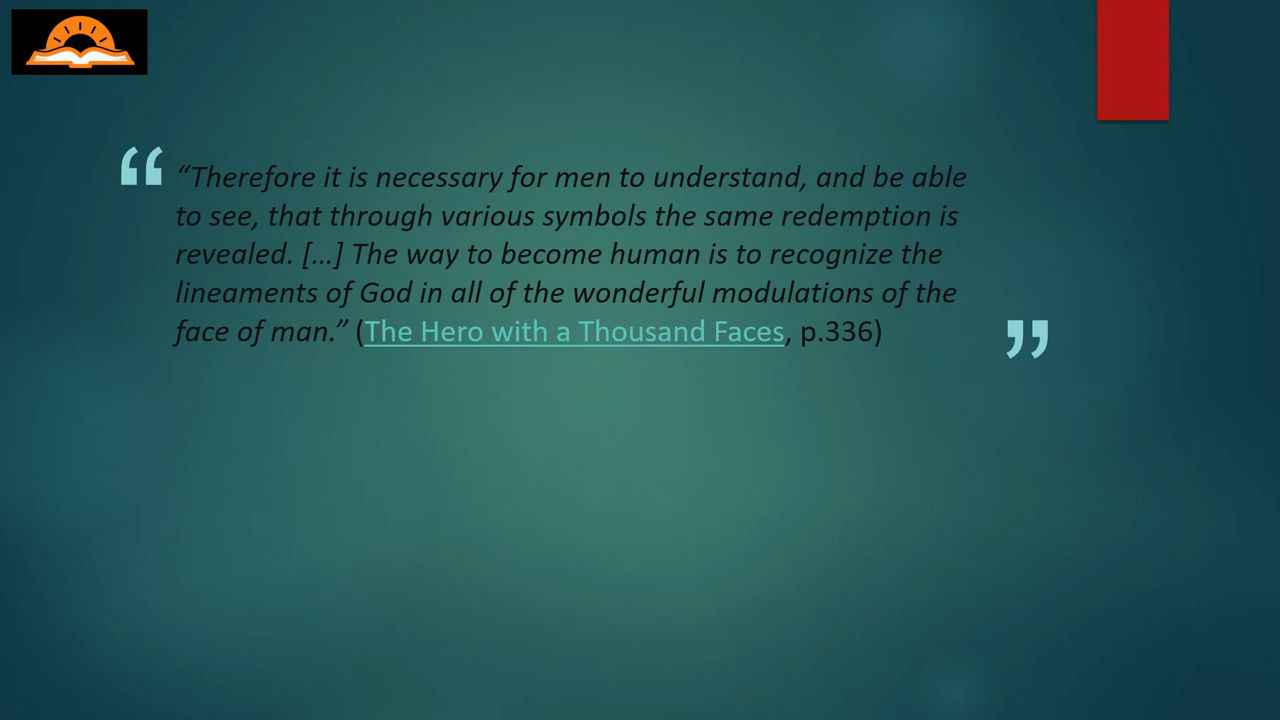 “Therefore it is necessary for men to understand, and be able
to see, that through various symbols the same redemption is
revealed. […] The way to become human is to recognize the
lineaments of God in all of the wonderful modulations of the
face of man.” (The Hero with a Thousand Faces, p.336)